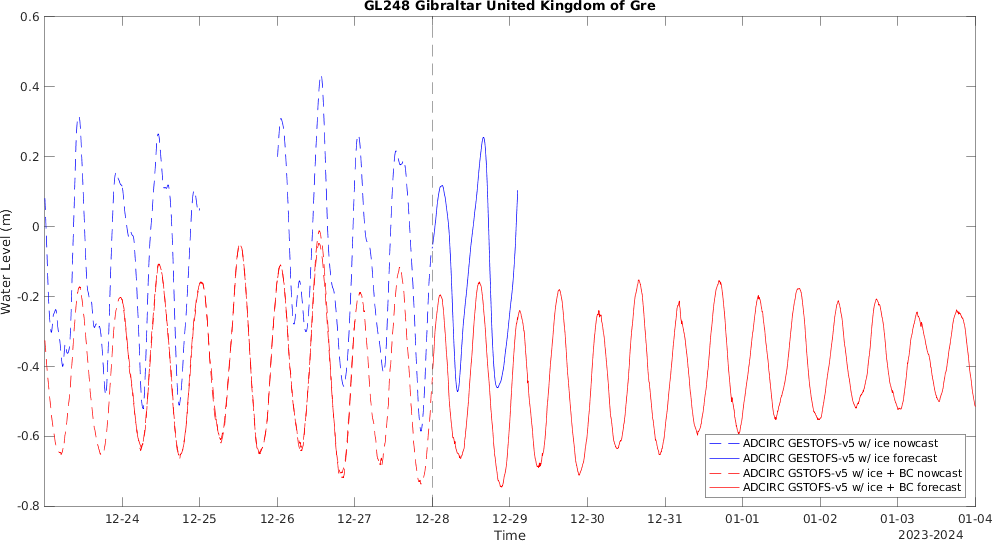 GL248 Gibraltar United Kingdom of Gre
0.6
0.4
0.2
0
-0.2
-0.4
-0.6
-0.8
Water Level (m)
ADCIRC GESTOFS-v5 w/ ice nowcast
ADCIRC GESTOFS-v5 w/ ice forecast
ADCIRC GSTOFS-v5 w/ ice + BC nowcast
ADCIRC GSTOFS-v5 w/ ice + BC forecast
12-24 12-25 12-26 12-27 12-28 12-29 12-30 12-31 01-01 01-02 01-03 01-04
Time
2023-2024